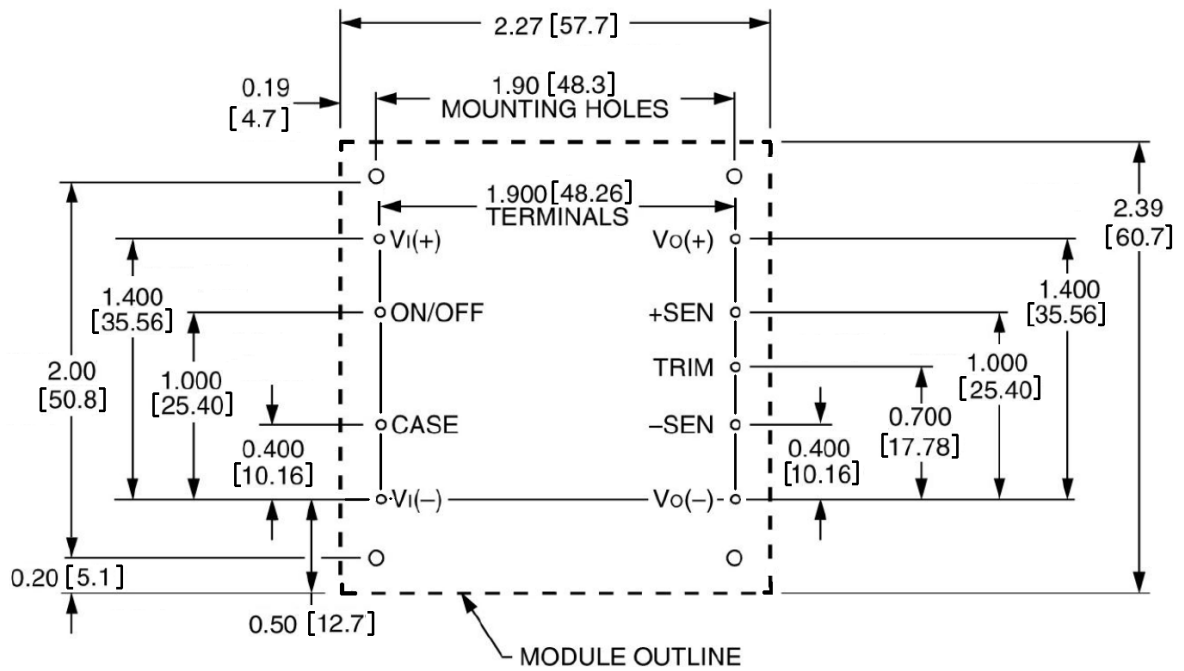 2.27 [57.7]
0.19
[4.7]
1.90 [48.3]
MOUNTING HOLES
1.900 [48.26]
TERMINALS
2.39
[60.7]
VI(+)
VO(+)
1.400
[35.56]
1.400
[35.56]
ON/OFF
+SEN
2.00
[50.8]
1.000
[25.40]
TRIM
1.000
[25.40]
CASE
–SEN
0.700
[17.78]
0.400
[10.16]
0.400
[10.16]
VI(–)
VO(–)
0.20 [5.1]
0.50 [12.7]
MODULE OUTLINE